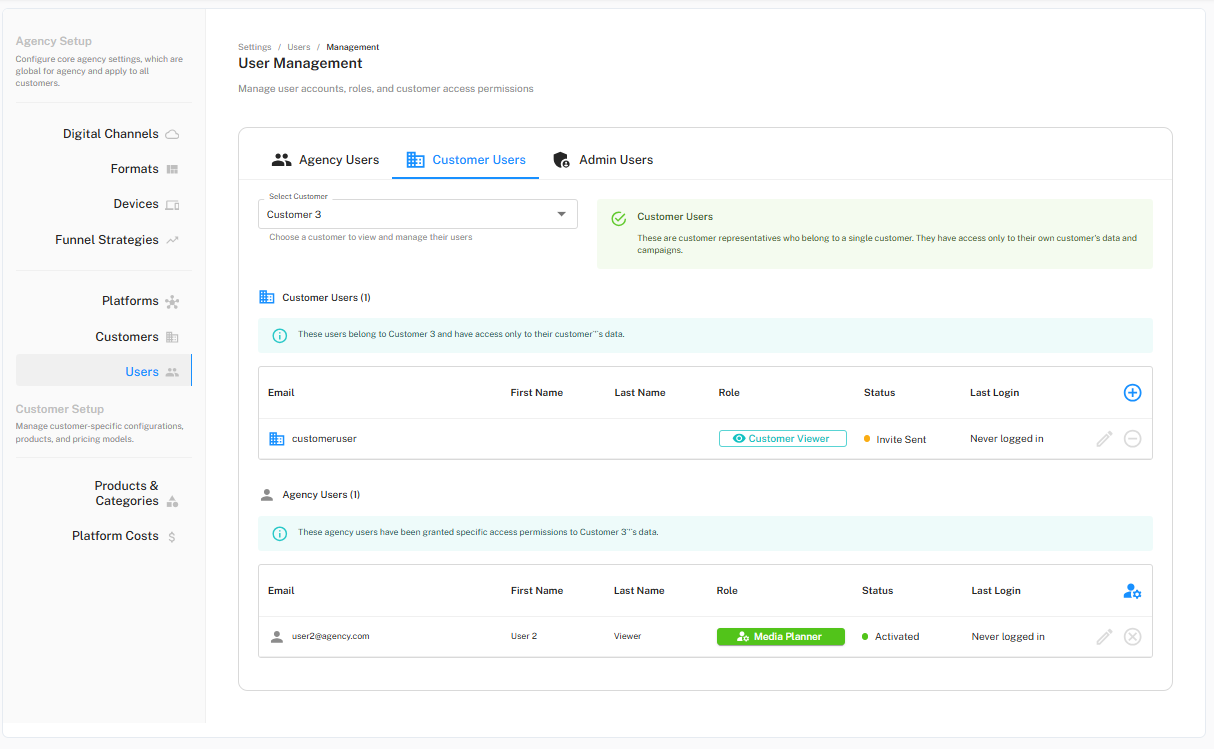 Agency Setup
Configure core agency settings, which are
global for agency and apply to all
customers.
Digital Channels
Formats
Devices
Funnel Strategies
Platforms
Customers
Users
Customer Setup
Manage customer-specific configurations,
products, and pricing models.
Products &
Categories
Platform Costs
$
Settings / Users / Management
User Management
Manage user accounts, roles, and customer access permissions
Agency Users Customer Users Admin Users
Select Customer
Customer 3
Choose a customer to view and manage their users
Customer Users
These are customer representatives who belong to a single customer. They have access only to their own customer's data and
campaigns.
Customer Users (1)
These users belong to Customer 3 and have access only to their customer'''s data.
Email First Name Last Name Role Status Last Login
customeruser Customer Viewer Invite Sent Never logged in
Agency Users (1)
These agency users have been granted specific access permissions to Customer 3'''s data.
Email First Name Last Name Role Status Last Login
user2@agency.com User 2 Viewer Media Planner Activated Never logged in